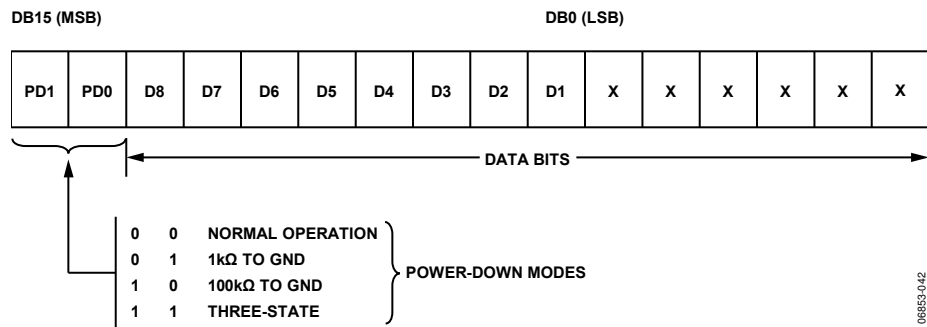 DB15 (MSB) DB0 (LSB)
PD1 PD0 D8 D7 D6 D5 D4 D3 D2 D1 X X X X X X
DATA BITS
0 0 NORMAL OPERATION
0 1 1kΩ TO GND
1 0 100kΩ TO GND
1 1 THREE-STATE
POWER-DOWN MODES
06853-042